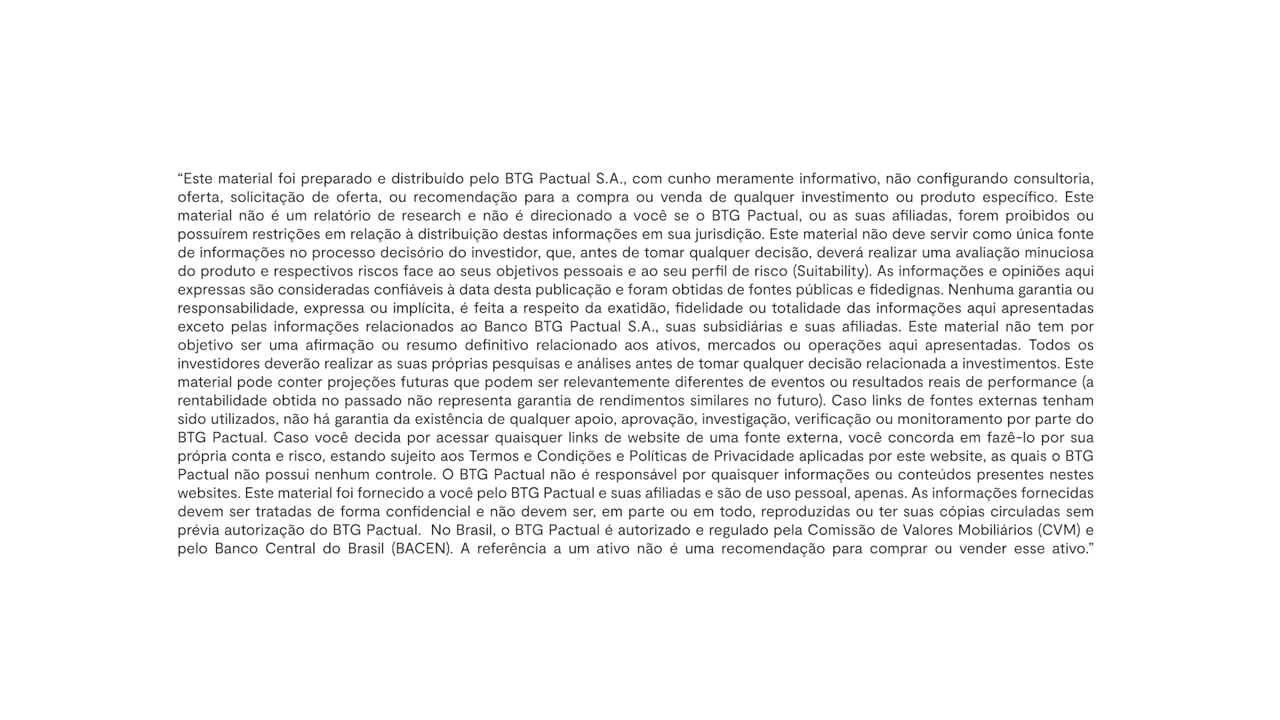 “Este material foi preparado e distribuído pelo BTG Pactual S.A., com cunho meramente informativo, não configurando consultoria,
oferta, solicitação de oferta, ou recomendação para a compra ou venda de qualquer investimento ou produto específico. Este
material não é um relatório de research e não é direcionado a você se o BTG Pactual, ou as suas afiliadas, forem proibidos ou
possuírem restrições em relação à distribuição destas informações em sua jurisdição. Este material não deve servir como única fonte
de informações no processo decisório do investidor, que, antes de tomar qualquer decisão, deverá realizar uma avaliação minuciosa
do produto e respectivos riscos face ao seus objetivos pessoais e ao seu perfil de risco (Suitability). As informações e opiniões aqui
expressas são consideradas confiáveis à data desta publicação e foram obtidas de fontes públicas e fidedignas. Nenhuma garantia ou
responsabilidade, expressa ou implícita, é feita a respeito da exatidão, fidelidade ou totalidade das informações aqui apresentadas
exceto pelas informações relacionados ao Banco BTG Pactual S.A., suas subsidiárias e suas afiliadas. Este material não tem por
objetivo ser uma afirmação ou resumo definitivo relacionado aos ativos, mercados ou operações aqui apresentadas. Todos os
investidores deverão realizar as suas próprias pesquisas e análises antes de tomar qualquer decisão relacionada a investimentos. Este
material pode conter projeções futuras que podem ser relevantemente diferentes de eventos ou resultados reais de performance (a
rentabilidade obtida no passado não representa garantia de rendimentos similares no futuro). Caso links de fontes externas tenham
sido utilizados, não há garantia da existência de qualquer apoio, aprovação, investigação, verificação ou monitoramento por parte do
BTG Pactual. Caso você decida por acessar quaisquer links de website de uma fonte externa, você concorda em fazê-lo por sua
própria conta e risco, estando sujeito aos Termos e Condições e Políticas de Privacidade aplicadas por este website, as quais o BTG
Pactual não possui nenhum controle. O BTG Pactual não é responsável por quaisquer informações ou conteúdos presentes nestes
websites. Este material foi fornecido a você pelo BTG Pactual e suas afiliadas e são de uso pessoal, apenas. As informações fornecidas
devem ser tratadas de forma confidencial e não devem ser, em parte ou em todo, reproduzidas ou ter suas cópias circuladas sem
prévia autorização do BTG Pactual.  No Brasil, o BTG Pactual é autorizado e regulado pela Comissão de Valores Mobiliários (CVM) e
pelo Banco Central do Brasil (BACEN). A referência a um ativo não é uma recomendação para comprar ou vender esse ativo.”